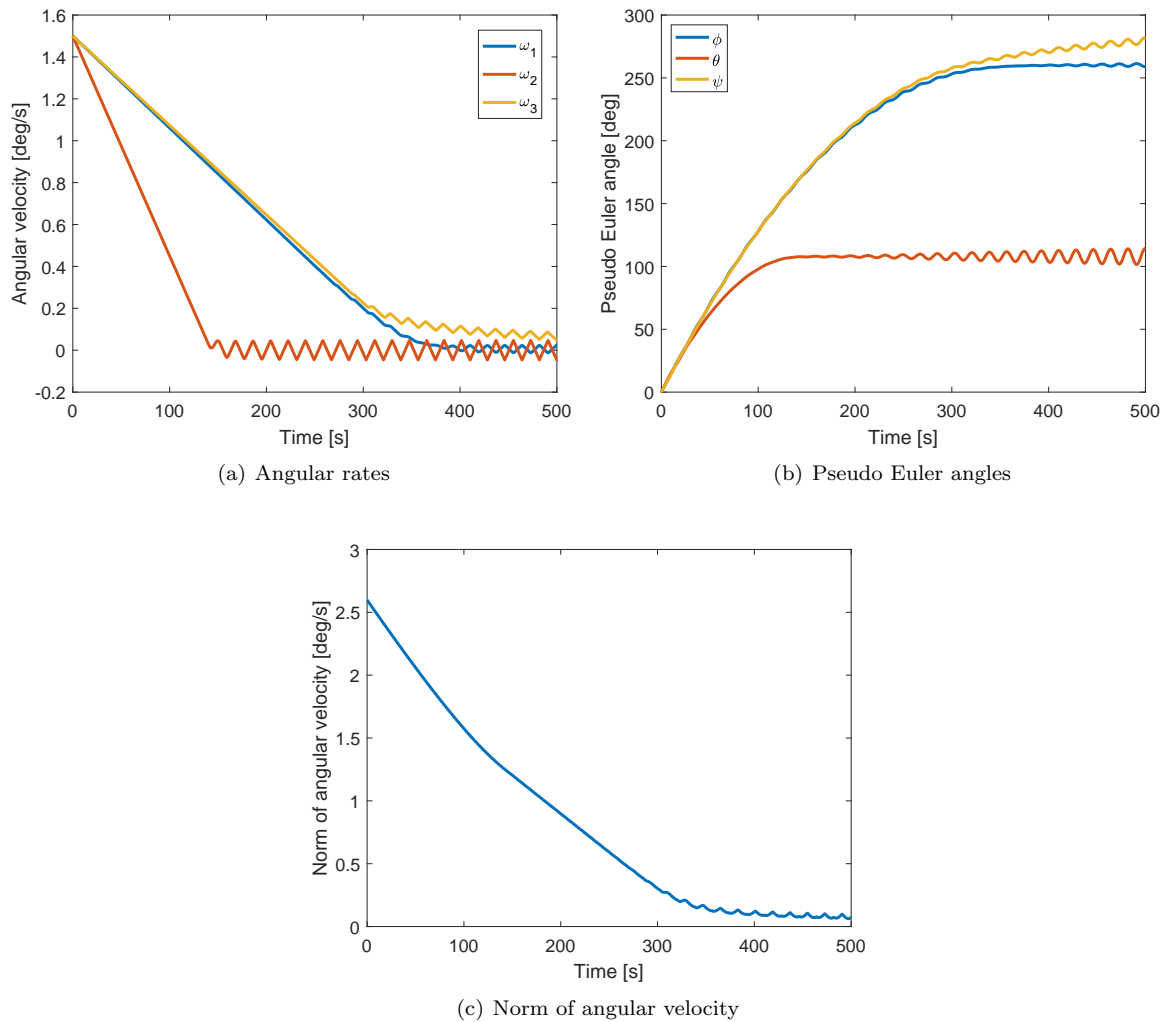 1.6
1.4
1.2
1
0.8
0.6
0.4
0.2
0
-0.2
Angular velocity [deg/s]
0 100 200 300 400 500
Time [s]
ω1
ω2
ω3
(a) Angular rates
300
250
200
150
100
50
0
Pseudo Euler angle [deg]
0 100 200 300 400 500
Time [s]
ϕ
θ
ψ
(b) Pseudo Euler angles
3
2.5
2
1.5
1
0.5
0
Norm of angular velocity [deg/s]
0 100 200 300 400 500
Time [s]
(c) Norm of angular velocity